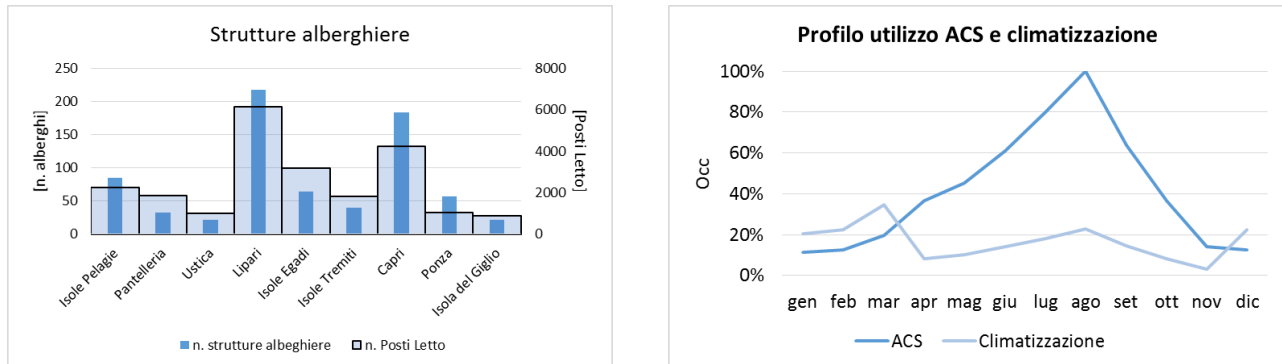 Strutture alberghiere
[n. alberghi]
250
200
150
100
50
0
8000
6000
4000
2000
0
[Posti Letto]
Isole Pelagie
Pantelleria
Ustica
Lipari
Isole Egadi
Isole Tremiti
Capri
Ponza
Isola del Giglio
n. strutture albeghiere n. Posti Letto
Profilo utilizzo ACS e climatizzazione
Occ
100%
80%
60%
40%
20%
0%
gen feb mar apr mag giu lug ago set ott nov dic
ACS Climatizzazione